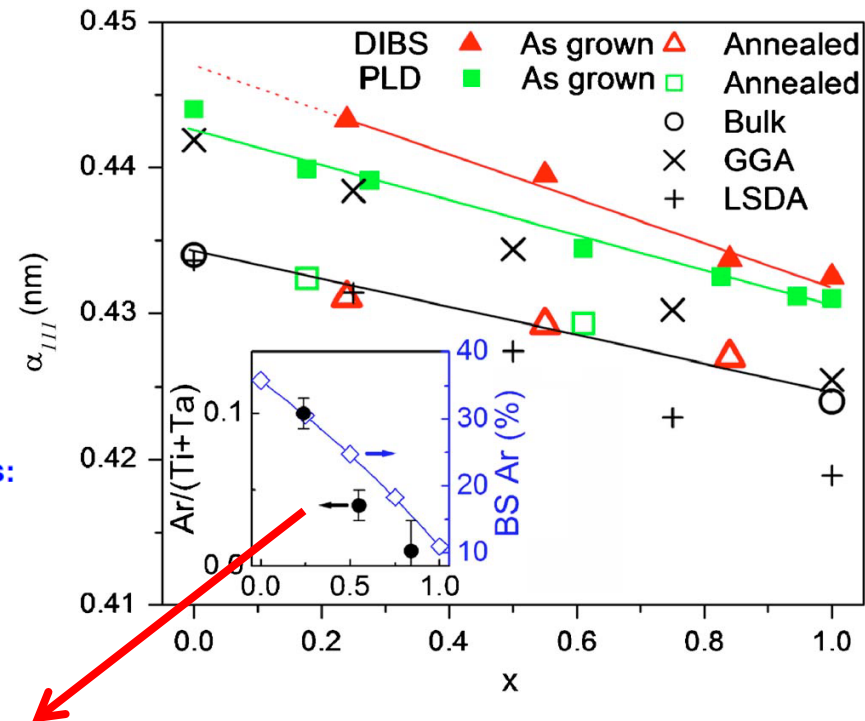 0.45
0.44
0.43
0.42
0.41
α111 (nm)
DIBS As grown Annealed
PLD As grown Annealed
Bulk
GGA
LSDA
s:
Ar/(Ti+Ta)
0.1
0.0
40
30
20
10
BS Ar (%)
0.0 0.5 1.0
0.0 0.2 0.4 0.6 0.8 1.0
x